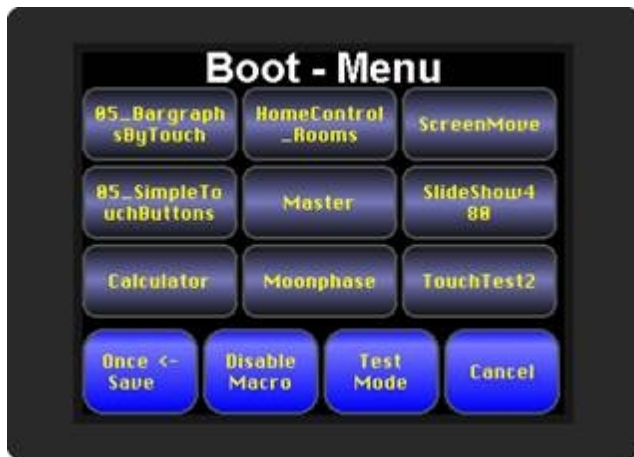 Boot - Menu
05_Bargraph
sByTouch
HomeControl
_Rooms
ScreenMove
05_SimpleTo
uchButtons
Master
SlideShow4
80
Calculator
Moonphase
TouchTest2
Once <-
Save
Disable
Macro
Test
Mode
Cancel